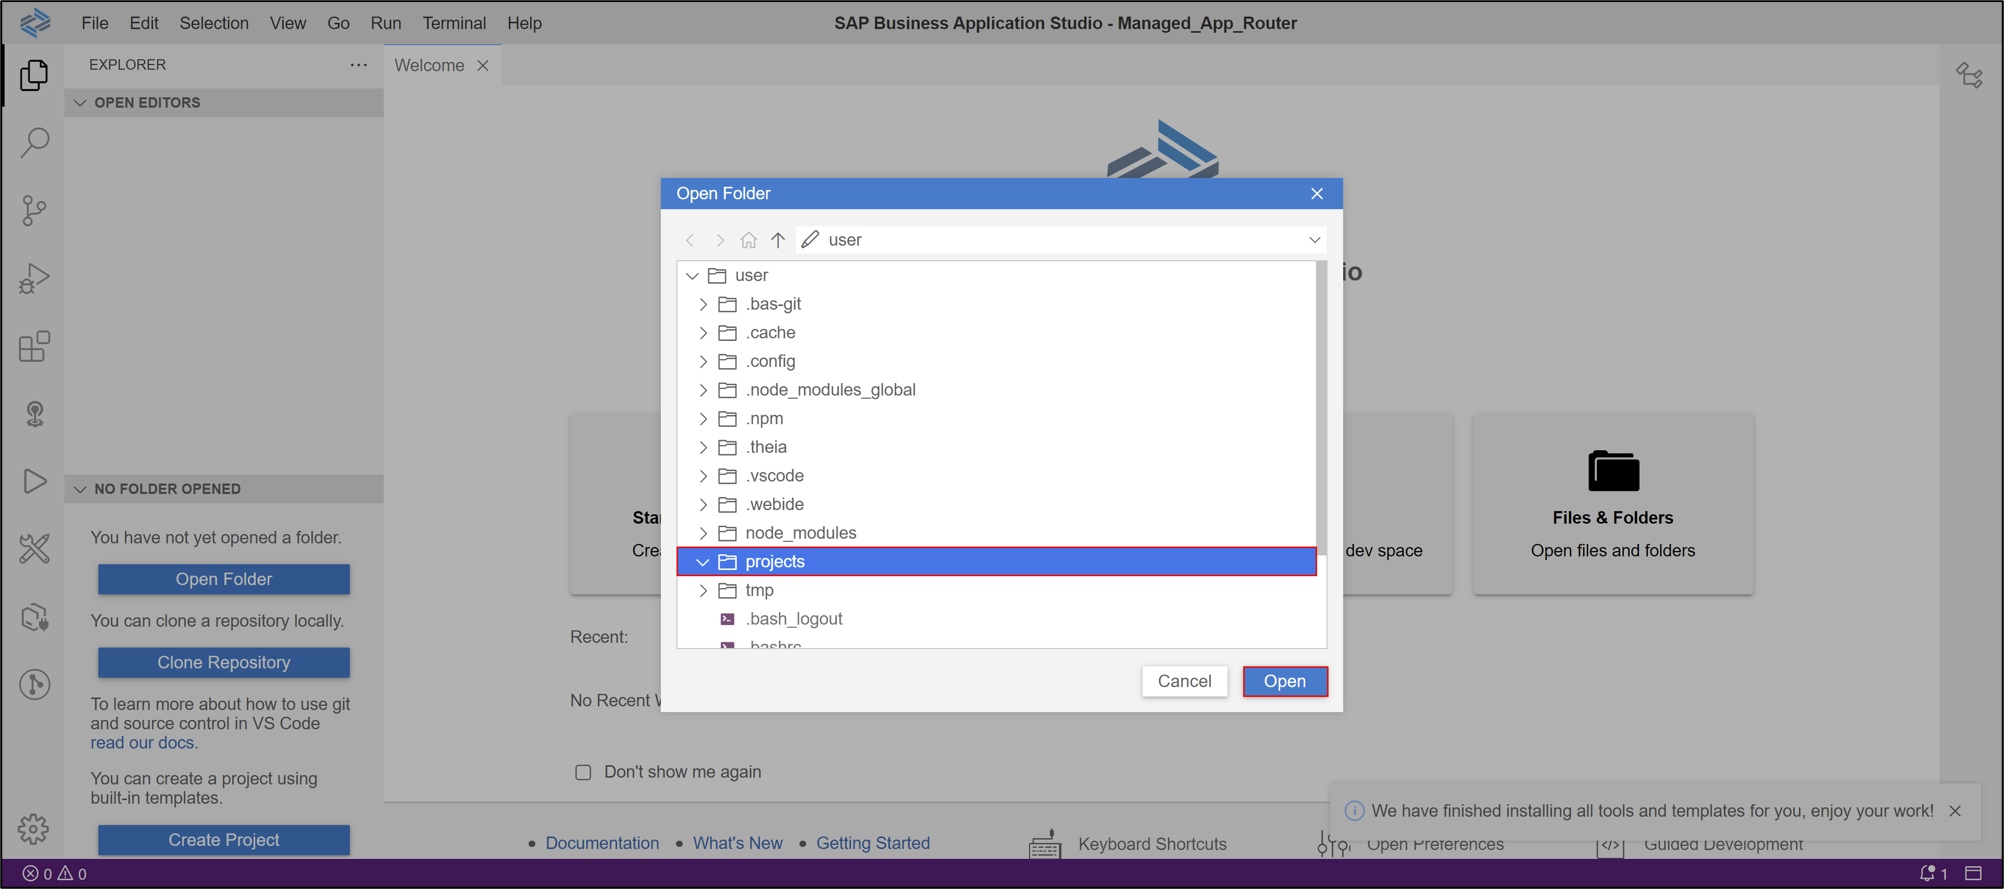 File Edit Selection View Go Run Terminal Help
SAP Business Application Studio - Managed_App_Router
EXPLORER
Welcome
OPEN EDITORS
NO FOLDER OPENED
You have not yet opened a folder.
Open Folder
You can clone a repository locally.
Clone Repository
To learn more about how to use git
and source control in VS Code
read our docs.
You can create a project using
built-in templates.
Create Project
Open Folder
user
user
.bas-git
.cache
.config
.node_modules_global
.npm
.theia
.vscode
.webide
node_modules
projects
tmp
.bash_logout
.bashrc
Cancel Open
io
dev space
Files & Folders
Open files and folders
Recent:
No Recent
Don't show me again
We have finished installing all tools and templates for you, enjoy your work!
Documentation What's New Getting Started
Keyboard Shortcuts Open Preferences Guided Development
0 0
1